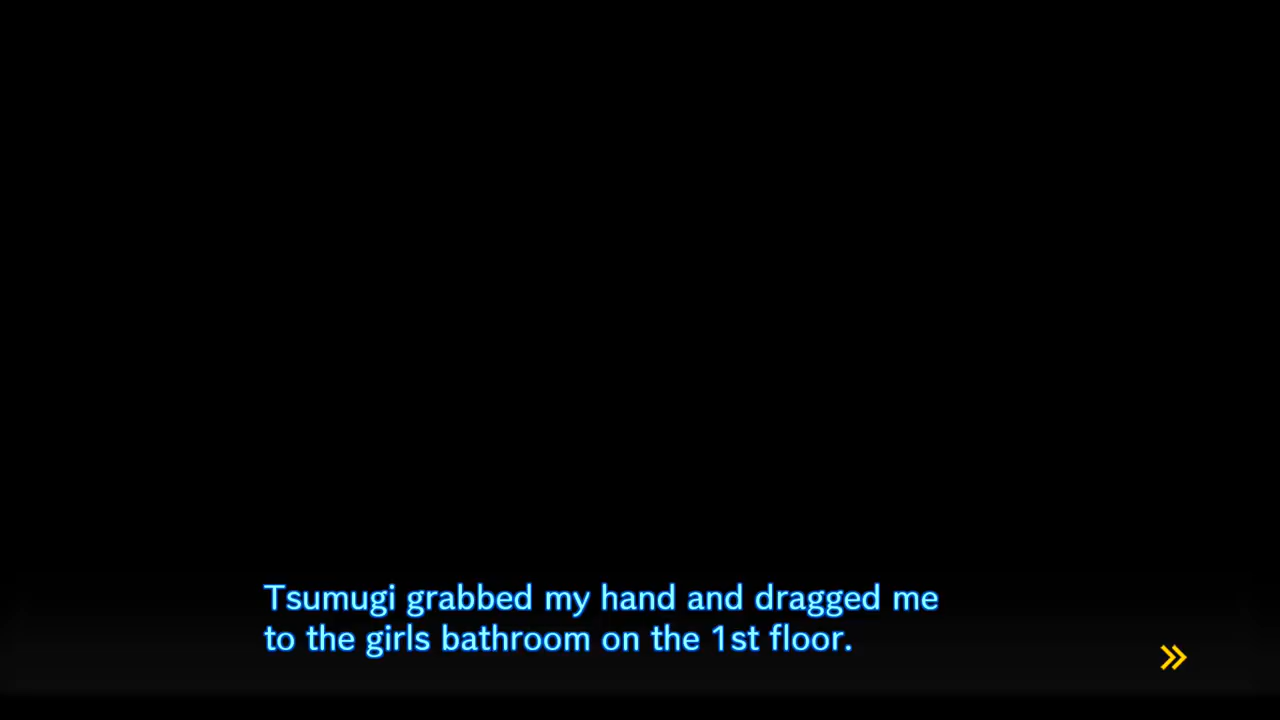 Tsumugi grabbed my hand and dragged me
to the girls bathroom on the 1st floor.